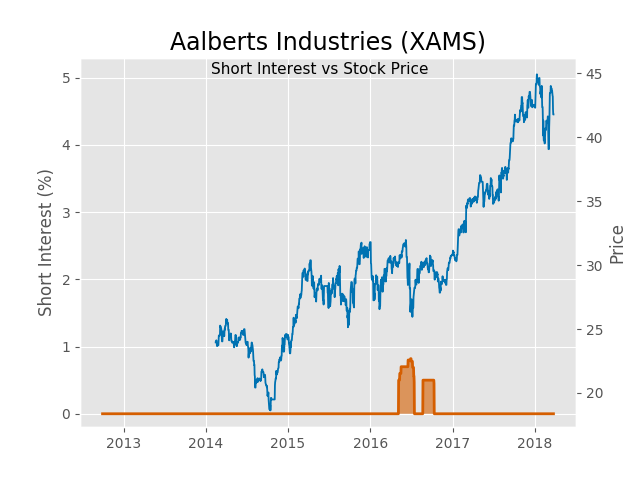 Aalberts Industries (XAMS)
Short Interest vs Stock Price
Short Interest (%)
5
4
3
2
1
0
45
40
35
30
25
20
Price
2013 2014 2015 2016 2017 2018